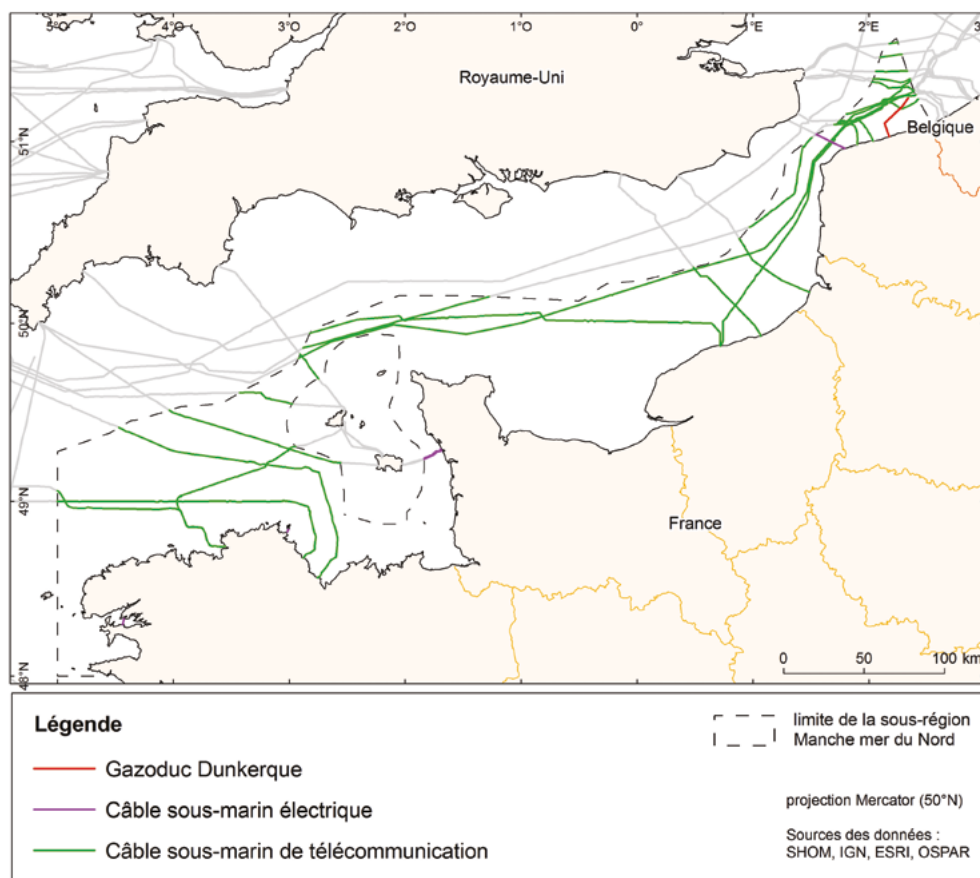 5°O 4°O 3°O 2°O 1°O 0° 1°E 2°E
Royaume-Uni
Belgique
51°N
50°N
49°N
France
48°N
0 50 100 km
Légende
Gazoduc Dunkerque
Câble sous-marin électrique
Câble sous-marin de télécommunication
limite de la sous-région
Manche mer du Nord
projection Mercator (50°N)
Sources des données :
SHOM, IGN, ESRI, OSPAR